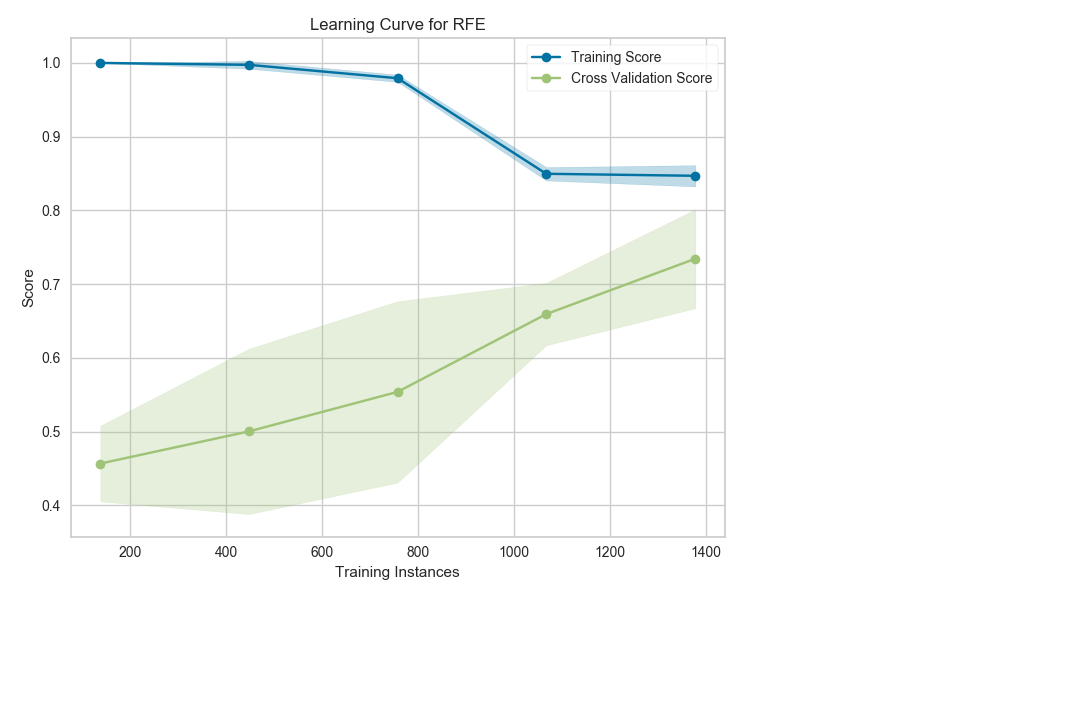 Learning Curve for RFE
Training Score
Cross Validation Score
Score
1.0
0.9
0.8
0.7
0.6
0.5
0.4
200 400 600 800 1000 1200 1400
Training Instances